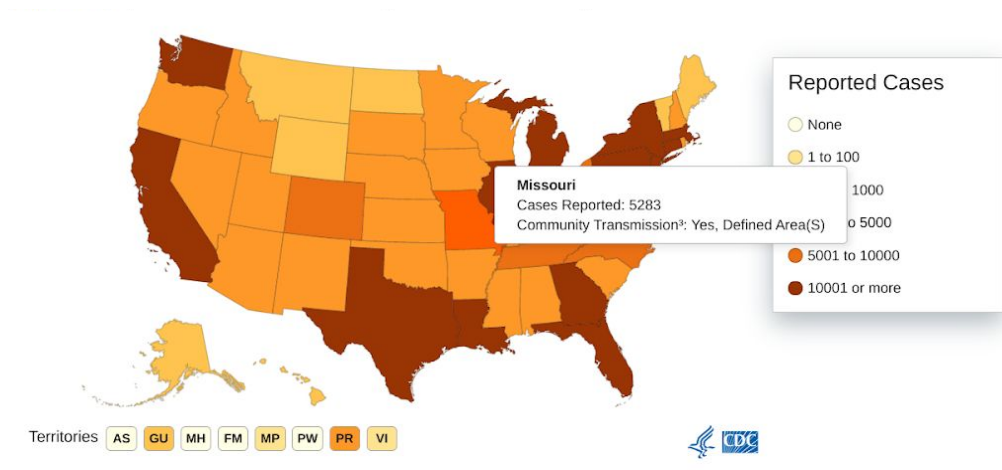 Reported Cases
None
1 to 100
Missouri
Cases Reported: 5283
Community Transmission³: Yes, Defined Area(S)
1000
o 5000
5001 to 10000
10001 or more
Territories AS GU MH FM MP PW PR VI
CDC